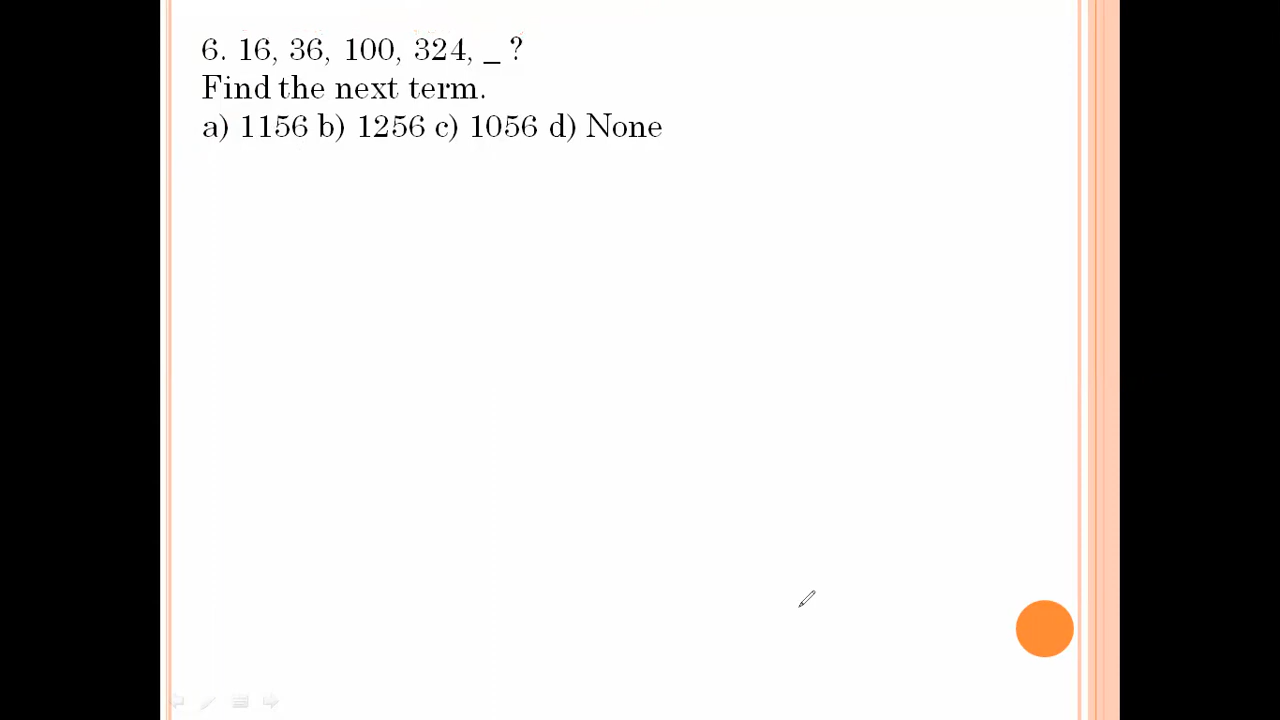 6. 16, 36, 100, 324, _ ?
Find the next term.
a) 1156 b) 1256 c) 1056 d) None